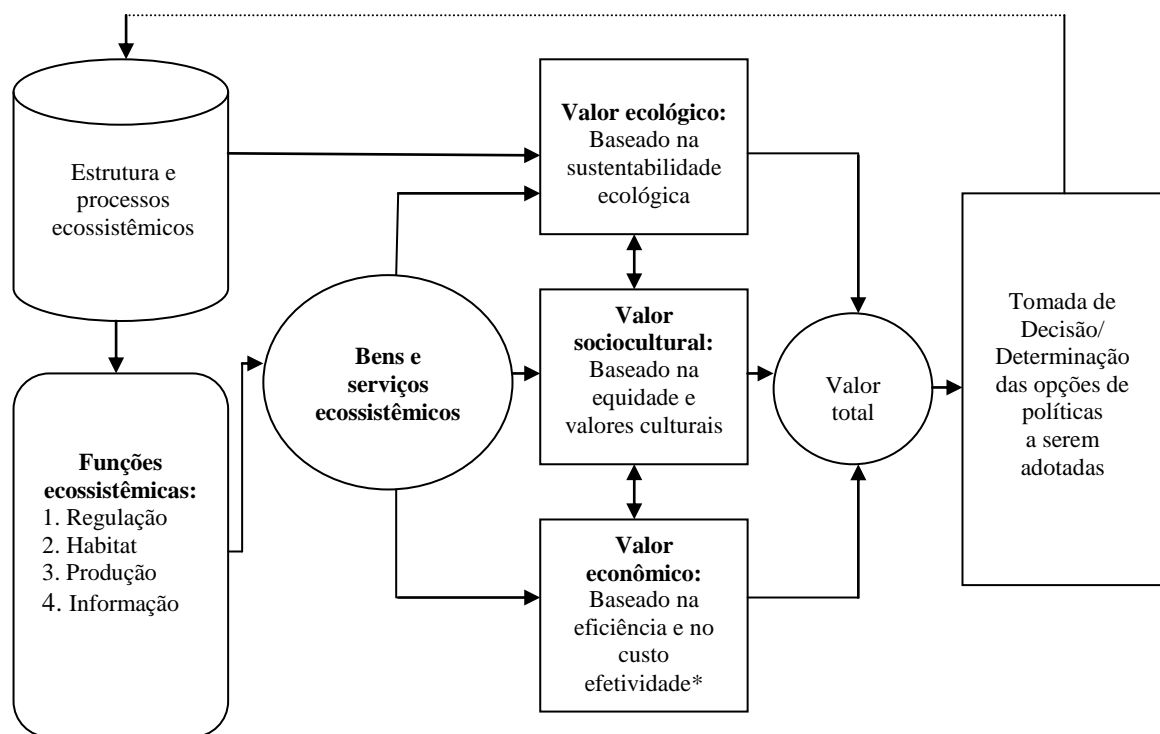 Estrutura e
processos
ecossistêmicos
Funções
ecossistêmicas:
1. Regulação
2. Habitat
3. Produção
4. Informação
Bens e
serviços
ecossistêmicos
Valor ecológico:
Baseado na
sustentabilidade
ecológica
Valor
sociocultural:
Baseado na
equidade e
valores culturais
Valor
econômico:
Baseado na
eficiência e no
custo
efetividade*
Valor
total
Tomada de
Decisão/
Determinação
das opções de
políticas
a serem
adotadas